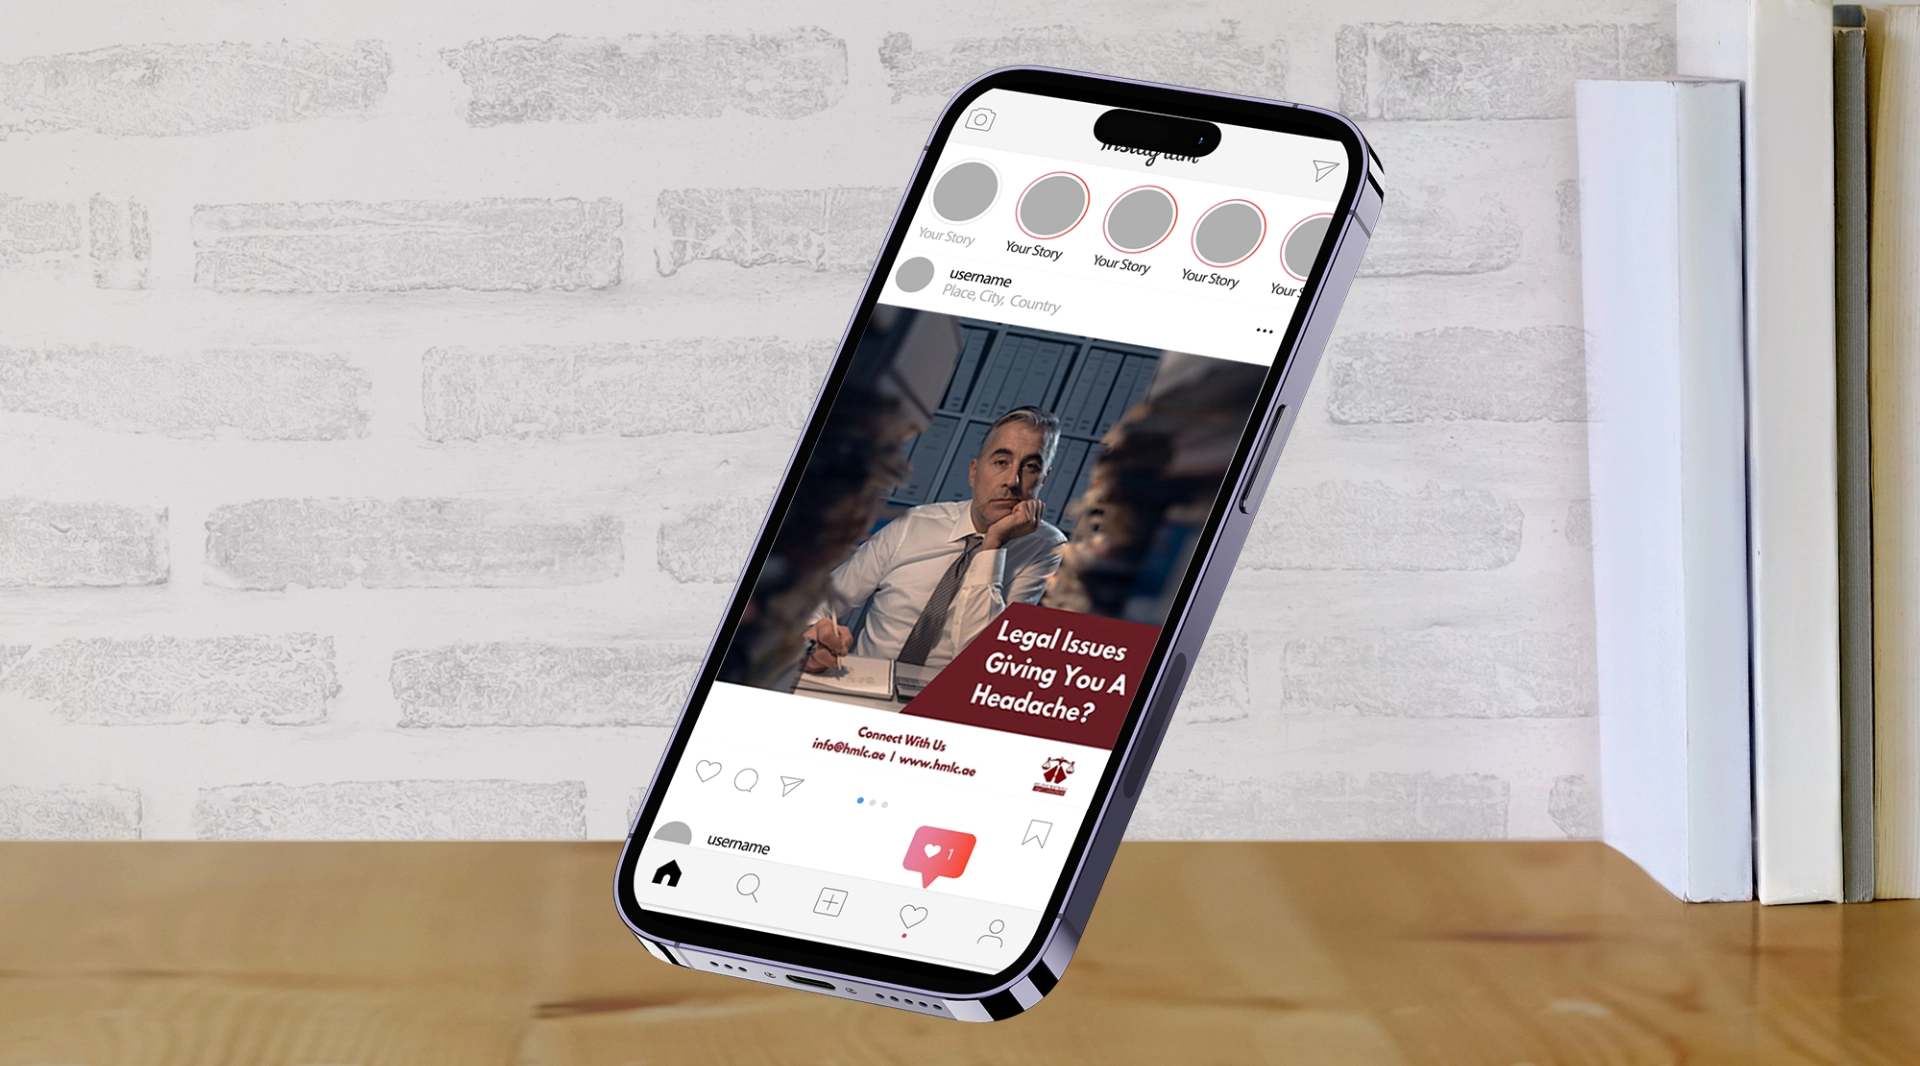 Instagram
Your Story
Your Story
Your Story
Your Story
Your S
username
Place, City, Country
Legal Issues
Giving You A
Headache?
Connect With Us
info@hmlc.ae | www.hmlc.ae
username
1